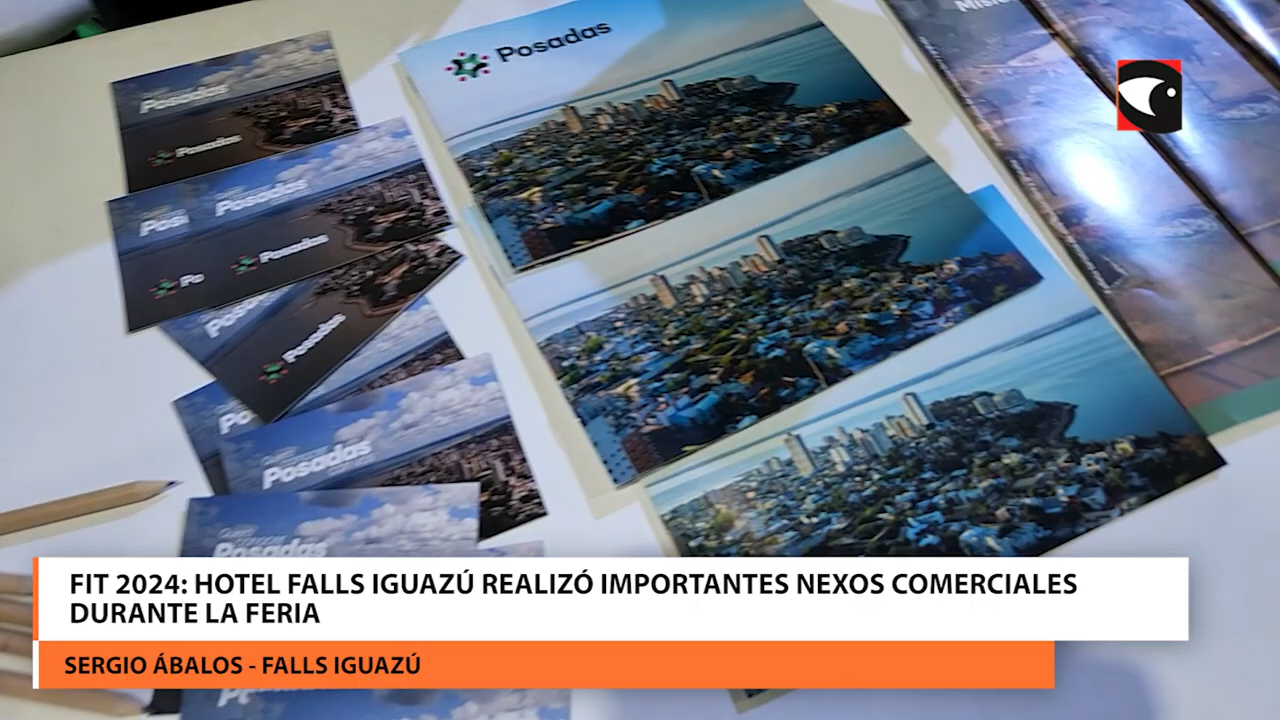 Posadas
Posadas
Posadas
Posadas
Posadas
Posadas
Posadas
Posadas
Posadas
FIT 2024: HOTEL FALLS IGUAZÚ REALIZÓ IMPORTANTES NEXOS COMERCIALES
DURANTE LA FERIA
SERGIO ÁBALOS - FALLS IGUAZÚ